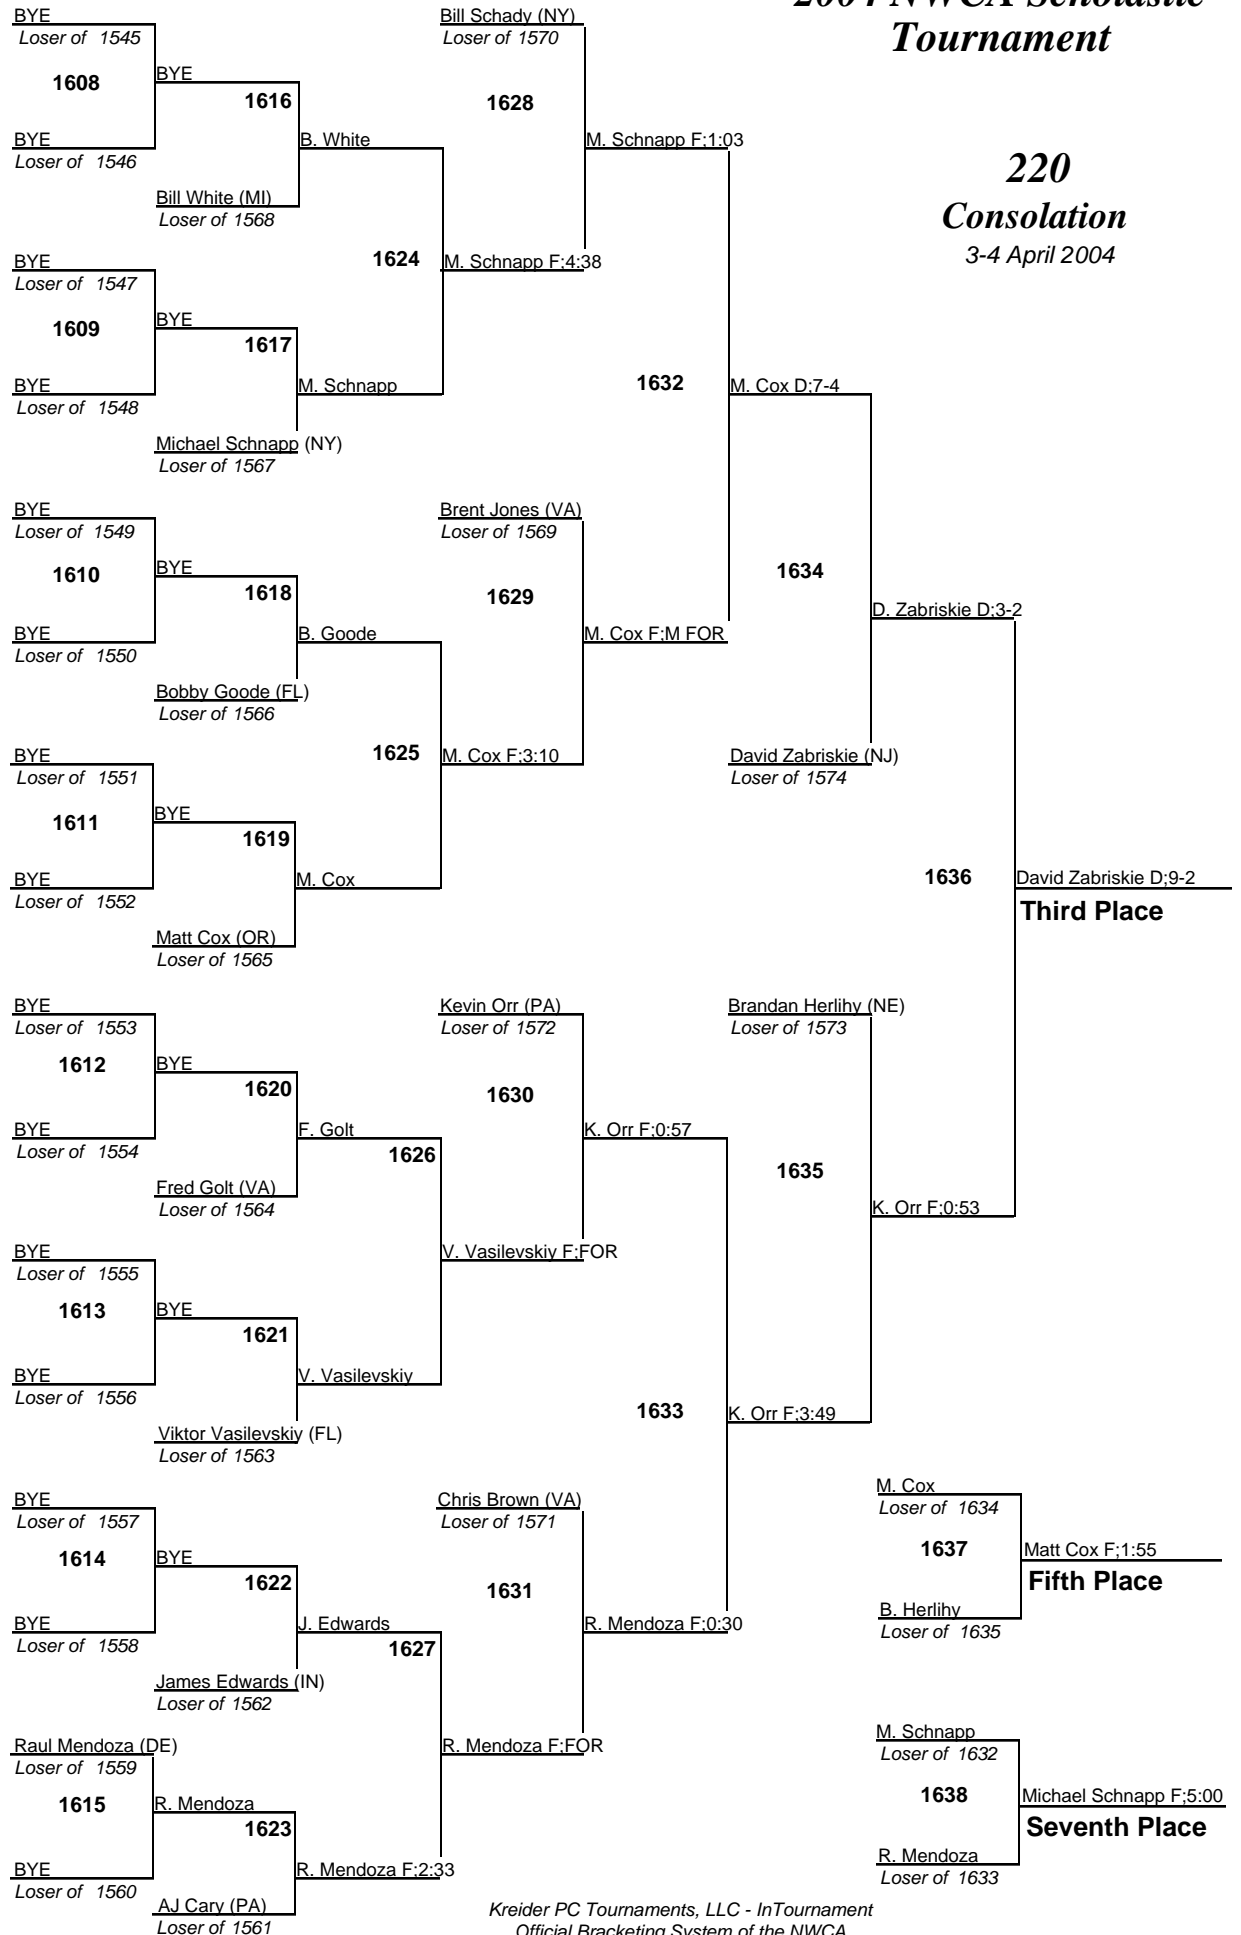 2004 NWCA Scholastic
Tournament
220
Consolation
3-4 April 2004
BYE
Loser of 1545
1608
BYE
Loser of 1546
BYE
1616
Bill White (MI)
Loser of 1568
B. White
BYE
Loser of 1547
1609
BYE
Loser of 1548
BYE
1617
Michael Schnapp (NY)
Loser of 1567
M. Schnapp
1624
M. Schnapp F;4:38
Bill Schady (NY)
Loser of 1570
1628
M. Schnapp F;1:03
BYE
Loser of 1549
1610
BYE
Loser of 1550
BYE
1618
Bobby Goode (FL)
Loser of 1566
B. Goode
BYE
Loser of 1551
1611
BYE
Loser of 1552
BYE
1619
Matt Cox (OR)
Loser of 1565
M. Cox
1625
M. Cox F;3:10
Brent Jones (VA)
Loser of 1569
1629
M. Cox F;M FOR
1632
M. Cox D;7-4
1634
David Zabriskie (NJ)
Loser of 1574
D. Zabriskie D;3-2
1636
David Zabriskie D;9-2
Third Place
BYE
Loser of 1553
1612
BYE
Loser of 1554
BYE
1620
Fred Golt (VA)
Loser of 1564
F. Golt
BYE
Loser of 1555
1613
BYE
Loser of 1556
BYE
1621
Viktor Vasilevskiy (FL)
Loser of 1563
V. Vasilevskiy
1626
V. Vasilevskiy F;FOR
Kevin Orr (PA)
Loser of 1572
1630
K. Orr F;0:57
BYE
Loser of 1557
1614
BYE
Loser of 1558
BYE
1622
James Edwards (IN)
Loser of 1562
J. Edwards
Raul Mendoza (DE)
Loser of 1559
1615
BYE
Loser of 1560
R. Mendoza
1623
AJ Cary (PA)
Loser of 1561
R. Mendoza F;2:33
1627
R. Mendoza F;FOR
Chris Brown (VA)
Loser of 1571
1631
R. Mendoza F;0:30
1633
K. Orr F;3:49
Brandan Herlihy (NE)
Loser of 1573
1635
K. Orr F;0:53
M. Cox
Loser of 1634
1637
B. Herlihy
Loser of 1635
Matt Cox F;1:55
Fifth Place
M. Schnapp
Loser of 1632
1638
R. Mendoza
Loser of 1633
Michael Schnapp F;5:00
Seventh Place
Kreider PC Tournaments, LLC - InTournament
Official Bracketing System of the NWCA